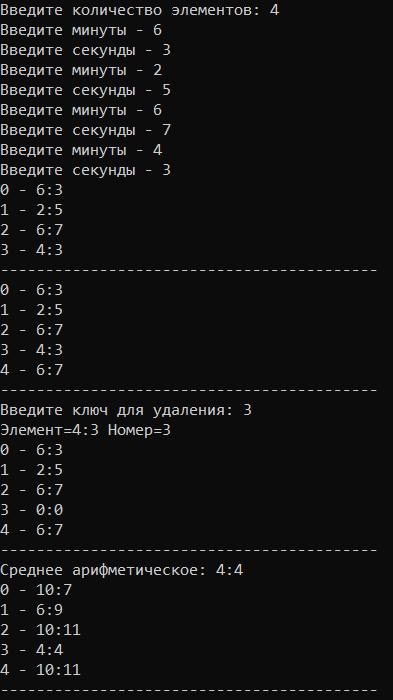 Введите количество элементов: 4
Введите минуты - 6
Введите секунды - 3
Введите минуты - 2
Введите секунды - 5
Введите минуты - 6
Введите секунды - 7
Введите минуты - 4
Введите секунды - 3
0 - 6:3
1 - 2:5
2 - 6:7
3 - 4:3
------------------------------------------
0 - 6:3
1 - 2:5
2 - 6:7
3 - 4:3
4 - 6:7
------------------------------------------
Введите ключ для удаления: 3
Элемент=4:3 Номер=3
0 - 6:3
1 - 2:5
2 - 6:7
3 - 0:0
4 - 6:7
------------------------------------------
Среднее арифметическое: 4:4
0 - 10:7
1 - 6:9
2 - 10:11
3 - 4:4
4 - 10:11
------------------------------------------